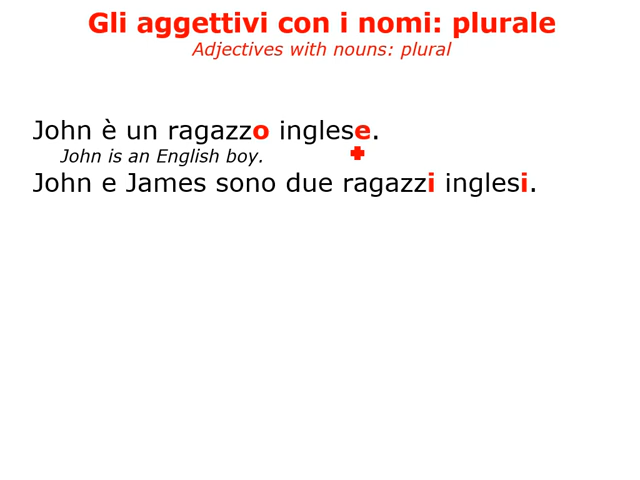 Gli aggettivi con i nomi: plurale
Adjectives with nouns: plural
John è un ragazzo inglese.
John is an English boy.
John e James sono due ragazzi inglesi.